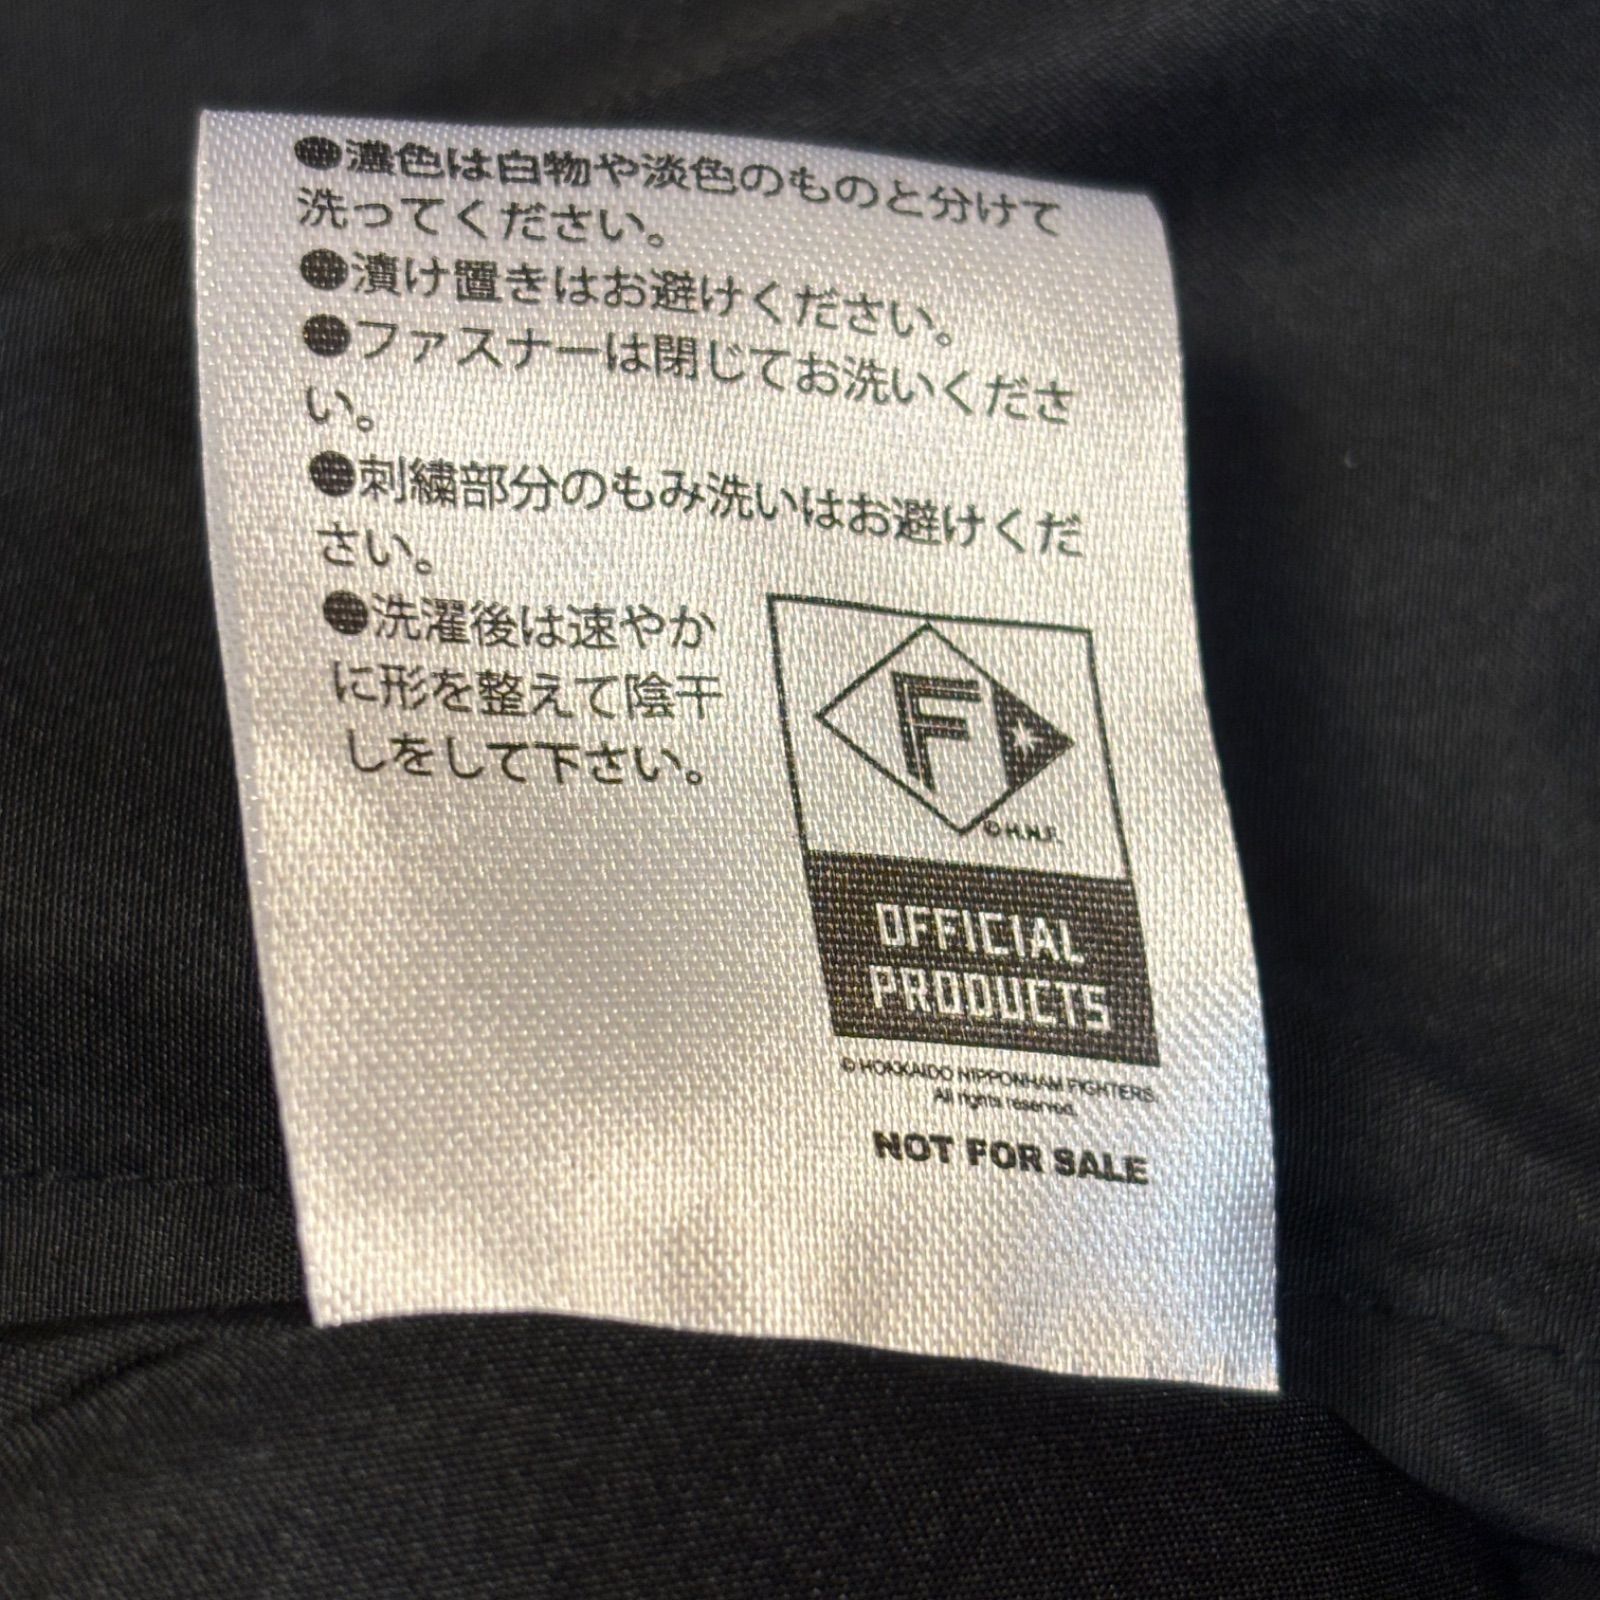 ●濃色は白物や淡色のものと分けて
洗ってください。
●漬け置きはお避けください。
●ファスナーは閉じてお洗いくださ
い。
●刺繍部分のもみ洗いはお避けくだ
さい。
●洗濯後は速やか
に形を整えて陰干
しをして下さい。
F
©H.N.F.
OFFICIAL
PRODUCTS
© HOKKAIDO NIPPONHAM FIGHTERS.
All rights reserved.
NOT FOR SALE